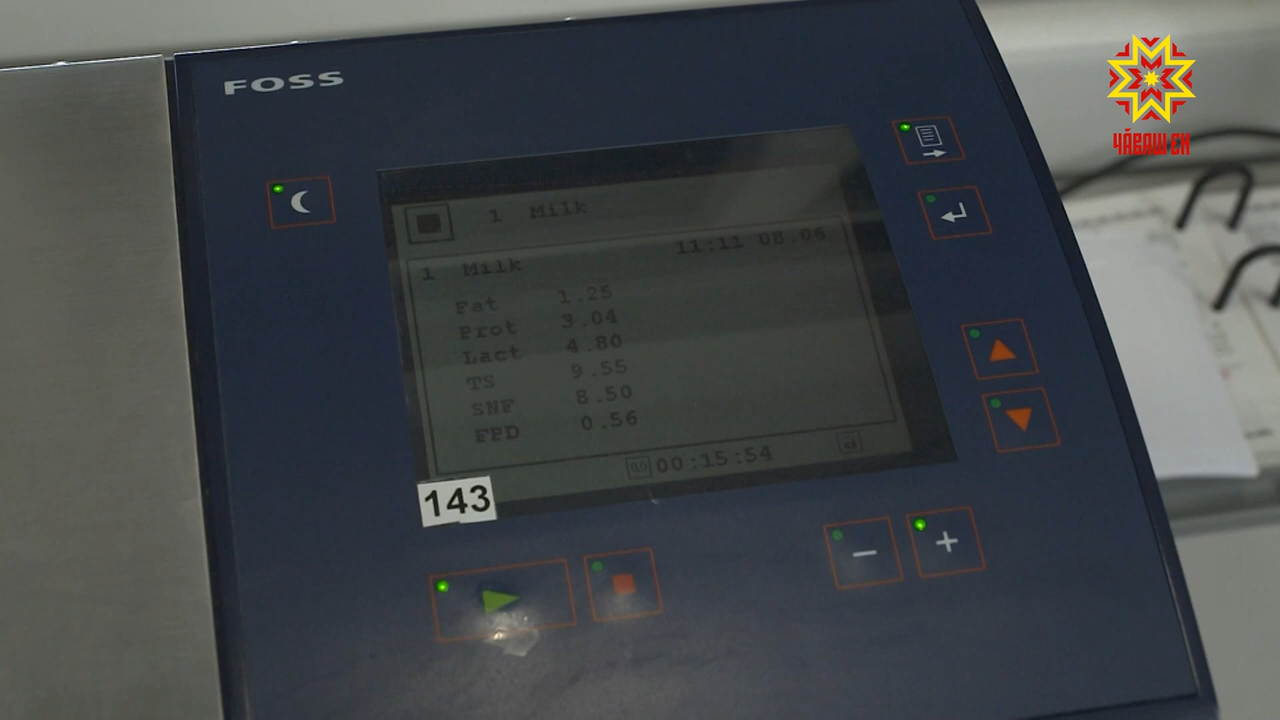 FOSS
ЧӐВАШ ЕН
1 Milk
11:11 08.06
1 Milk
Fat 1.25
Prot 3.04
Lact 4.80
TS 9.55
SNF 8.50
FPD 0.56
00:15:54
143